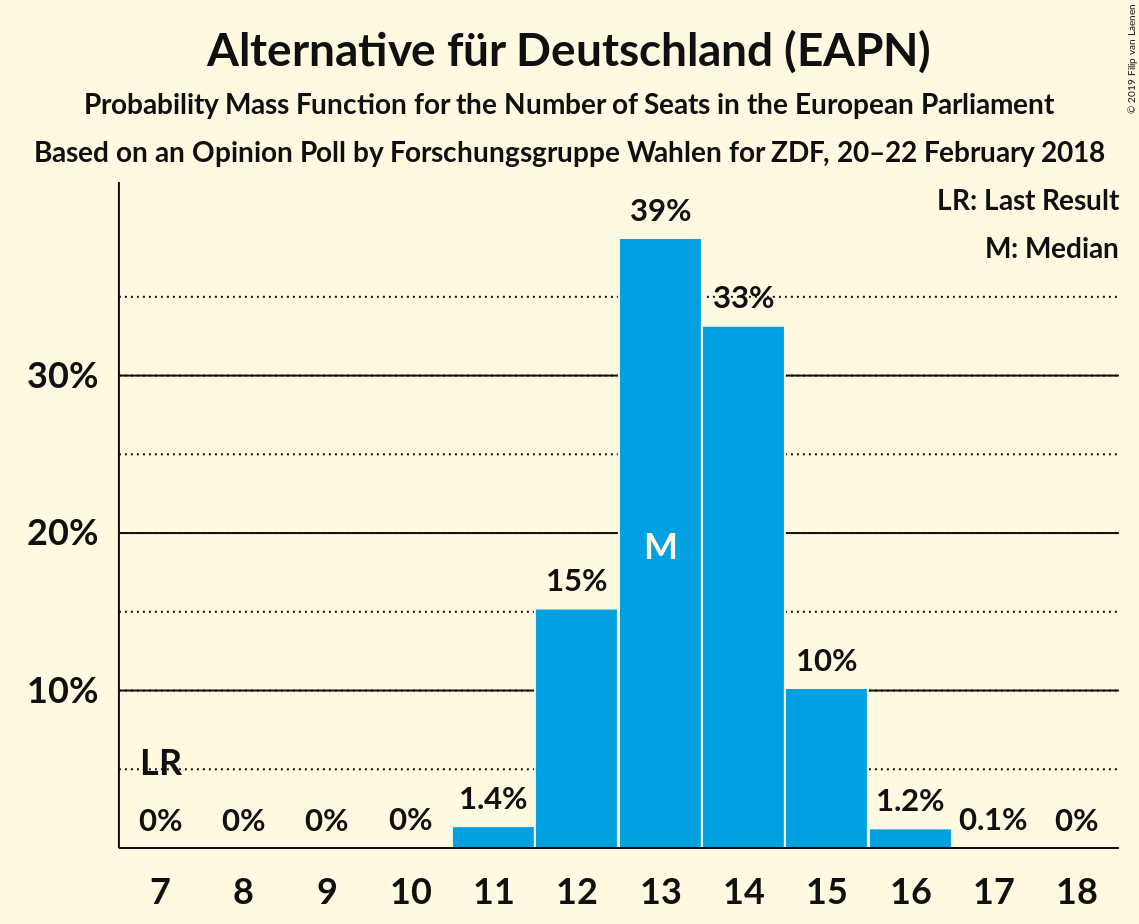 Alternative für Deutschland (EAPN)
Probability Mass Function for the Number of Seats in the European Parliament
Based on an Opinion Poll by Forschungsgruppe Wahlen for ZDF, 20–22 February 2018
© 2019 Filip van Laenen
LR: Last Result
M: Median
39%
33%
30%
20%
M
15%
10%
10%
LR
0% 0% 0% 0% 1.4% 1.2% 0.1% 0%
7 8 9 10 11 12 13 14 15 16 17 18